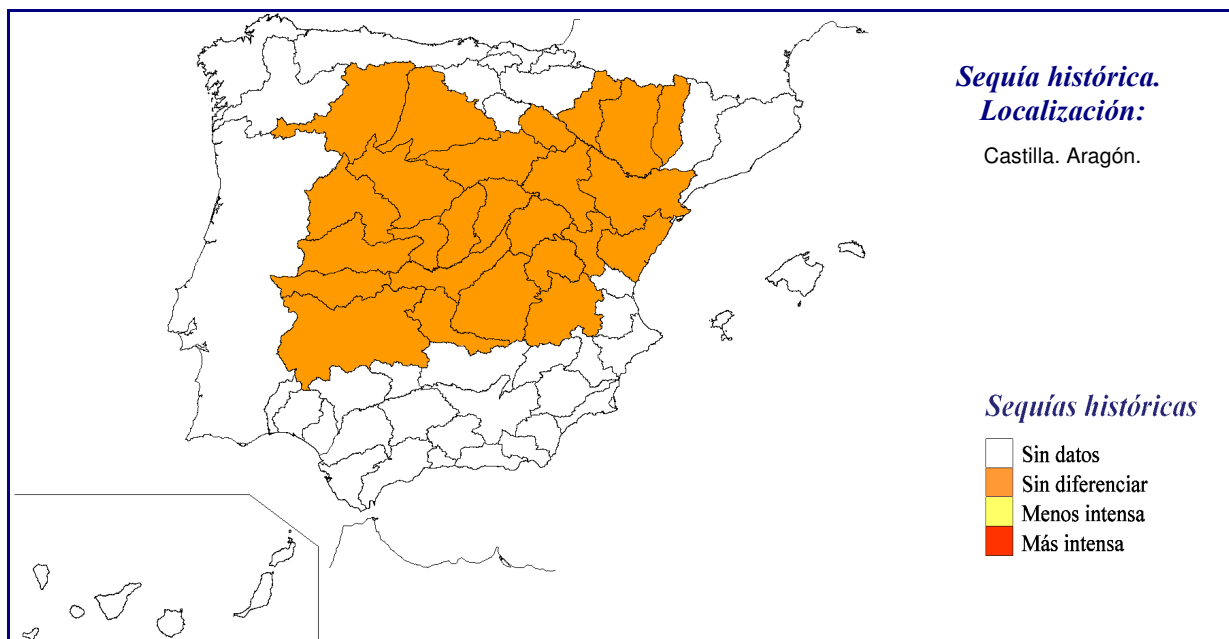 Sequía histórica.
Localización:
Castilla. Aragón.
Sequías históricas
Sin datos
Sin diferenciar
Menos intensa
Más intensa